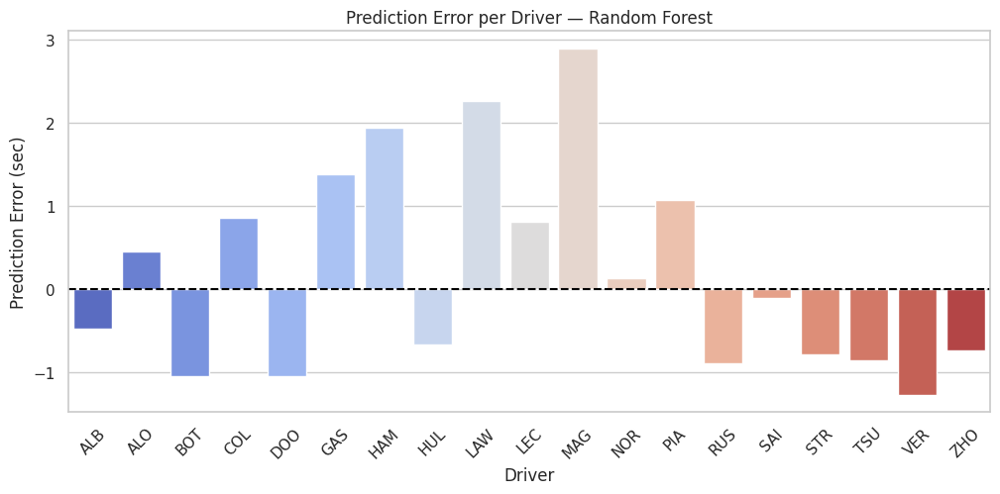 Prediction Error per Driver — Random Forest
Prediction Error (sec)
3
2
1
0
−1
ALB
ALO
BOT
COL
DOO
GAS
HAM
HUL
LAW
LEC
MAG
NOR
PIA
RUS
SAI
STR
TSU
VER
ZHO
Driver